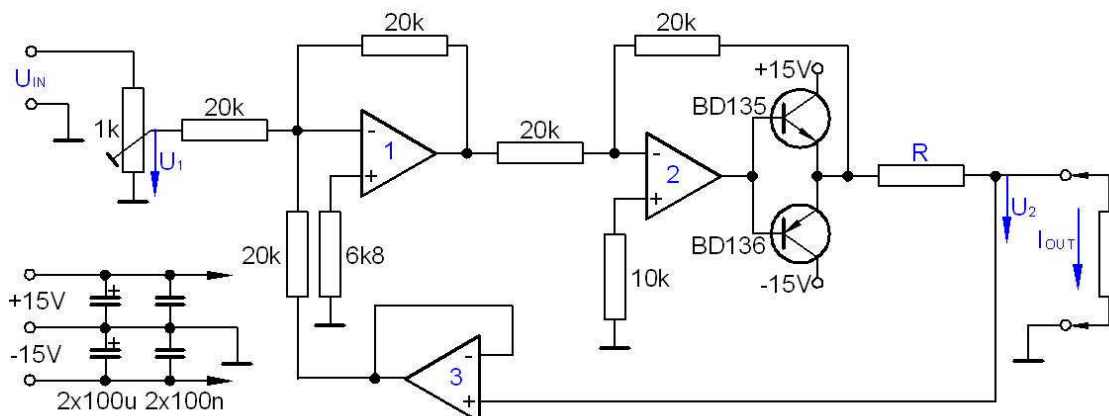 20k
20k
U_IN
1k
20k
U_1
-
1
+
20k
-
2
+
+15V
BD135
BD136
-15V
R
U_2
I_OUT
20k
6k8
10k
+15V
-15V
+
+
2x100u
2x100n
-
3
+